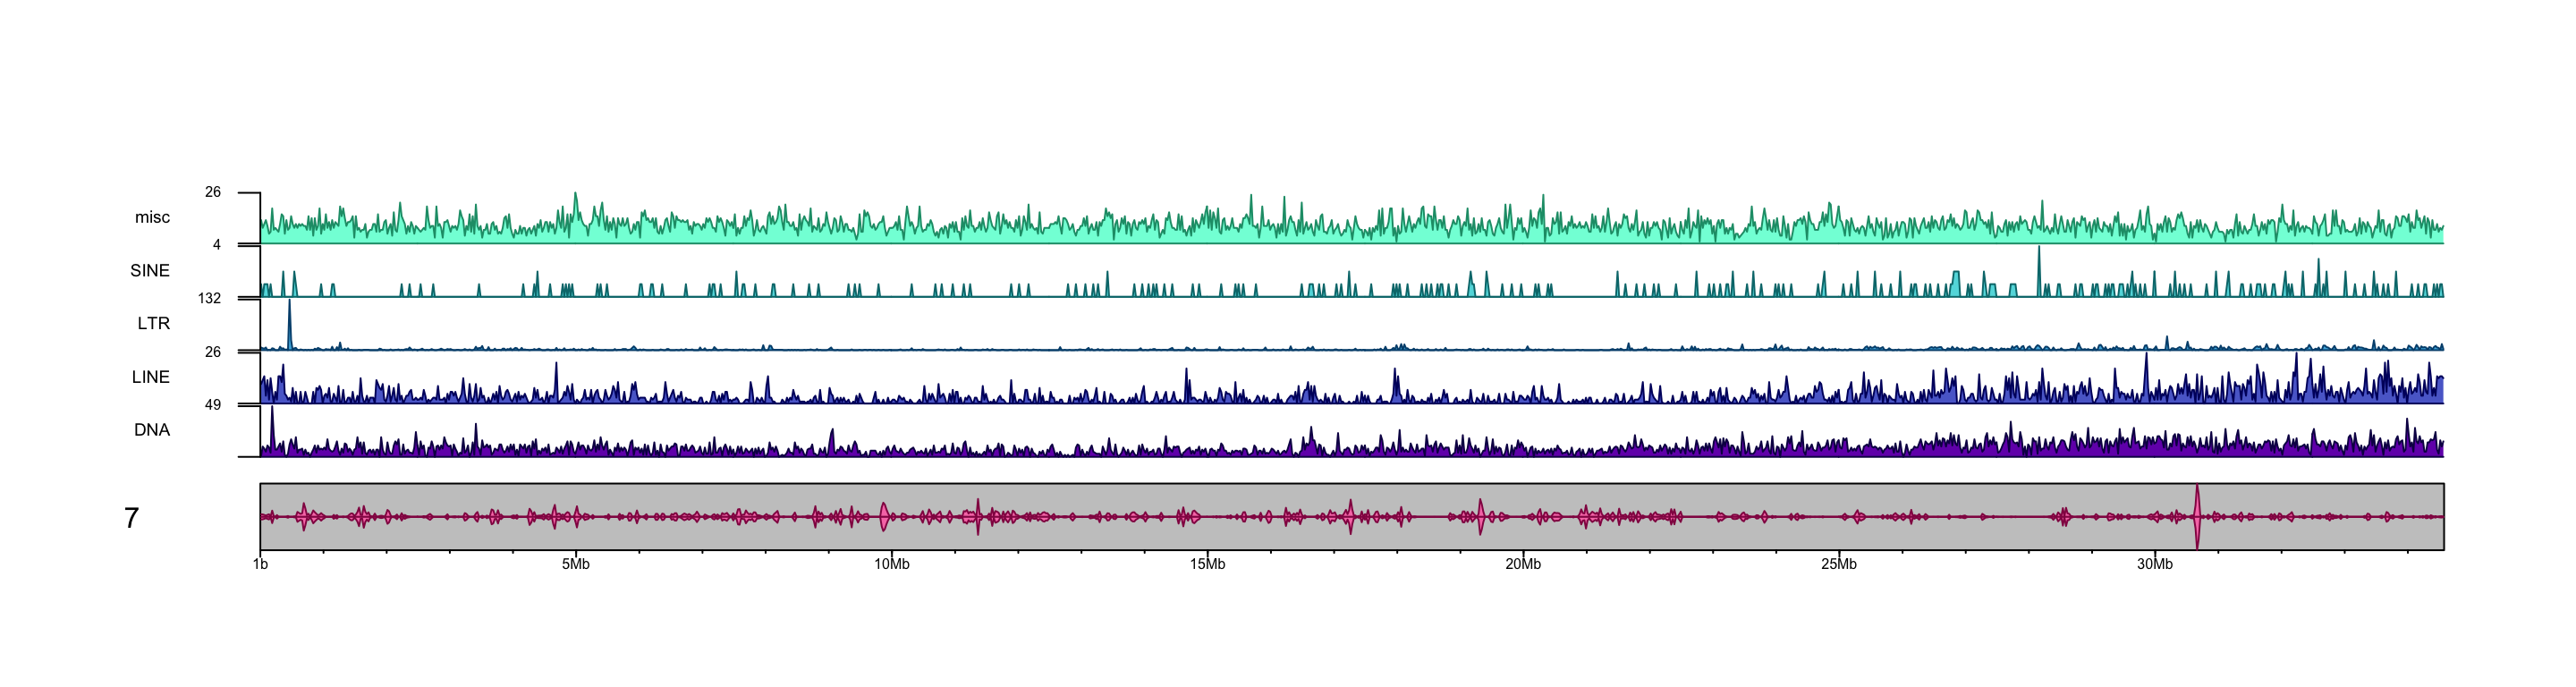 26
misc
4
SINE
132
LTR
26
LINE
49
DNA
7
1b 5Mb 10Mb 15Mb 20Mb 25Mb 30Mb